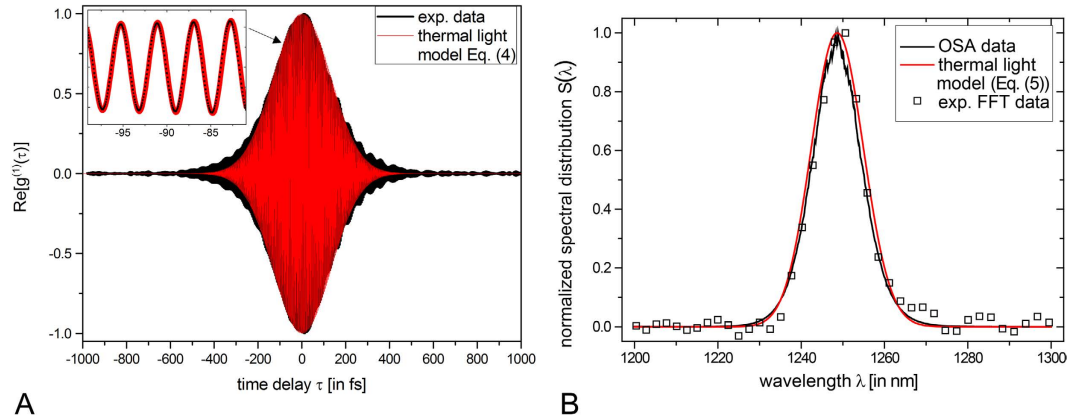 exp. data
thermal light
model Eq. (4)
-95 -90 -85
1.0
0.5
0.0
-0.5
-1.0
Re[g⁽¹⁾(τ)]
-1000 -800 -600 -400 -200 0 200 400 600 800 1000
time delay τ [in fs]
A
OSA data
thermal light
model (Eq. (5))
exp. FFT data
1.0
0.8
0.6
0.4
0.2
0.0
normalized spectral distribution S(λ)
1200 1220 1240 1260 1280 1300
wavelength λ [in nm]
B